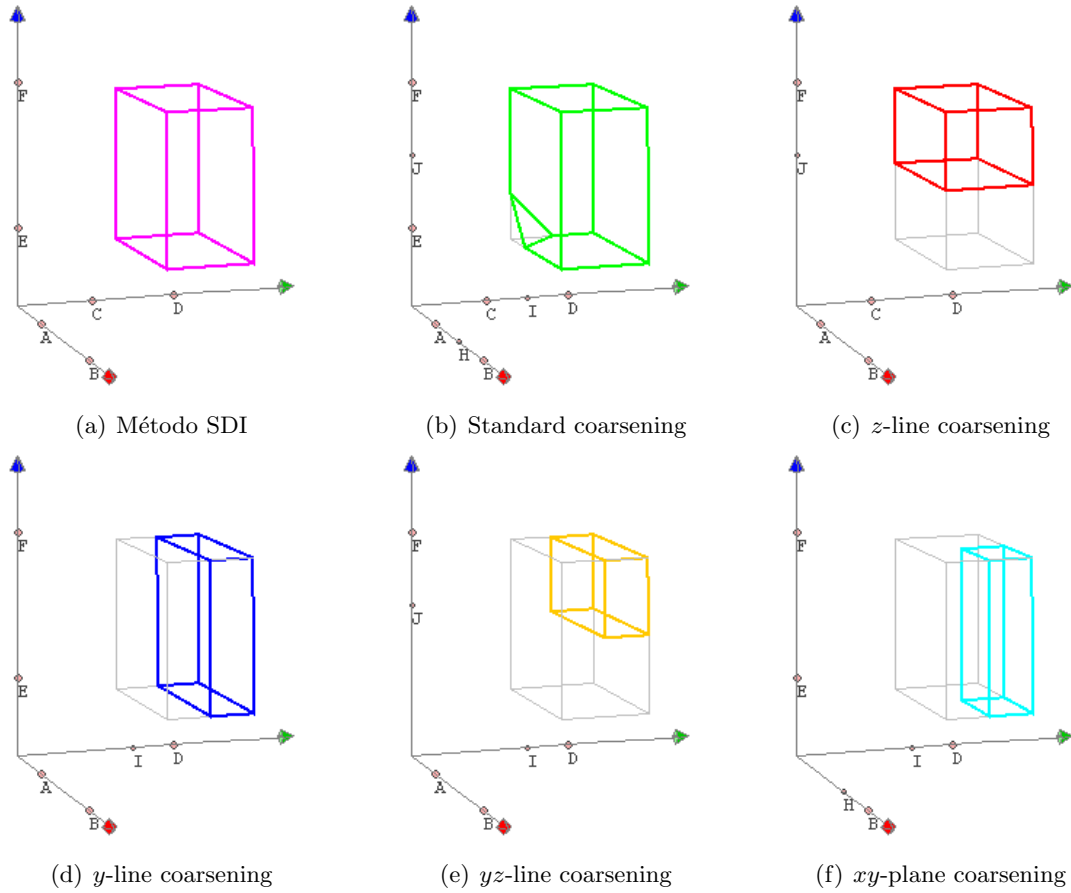 F
E
C
D
A
B
(a) Método SDI
F
J
E
C
I
D
A
H
B
(b) Standard coarsening
F
J
C
D
A
B
(c) z-line coarsening
F
E
I
D
A
B
(d) y-line coarsening
F
J
I
D
A
B
(e) yz-line coarsening
F
E
I
D
H
B
(f) xy-plane coarsening